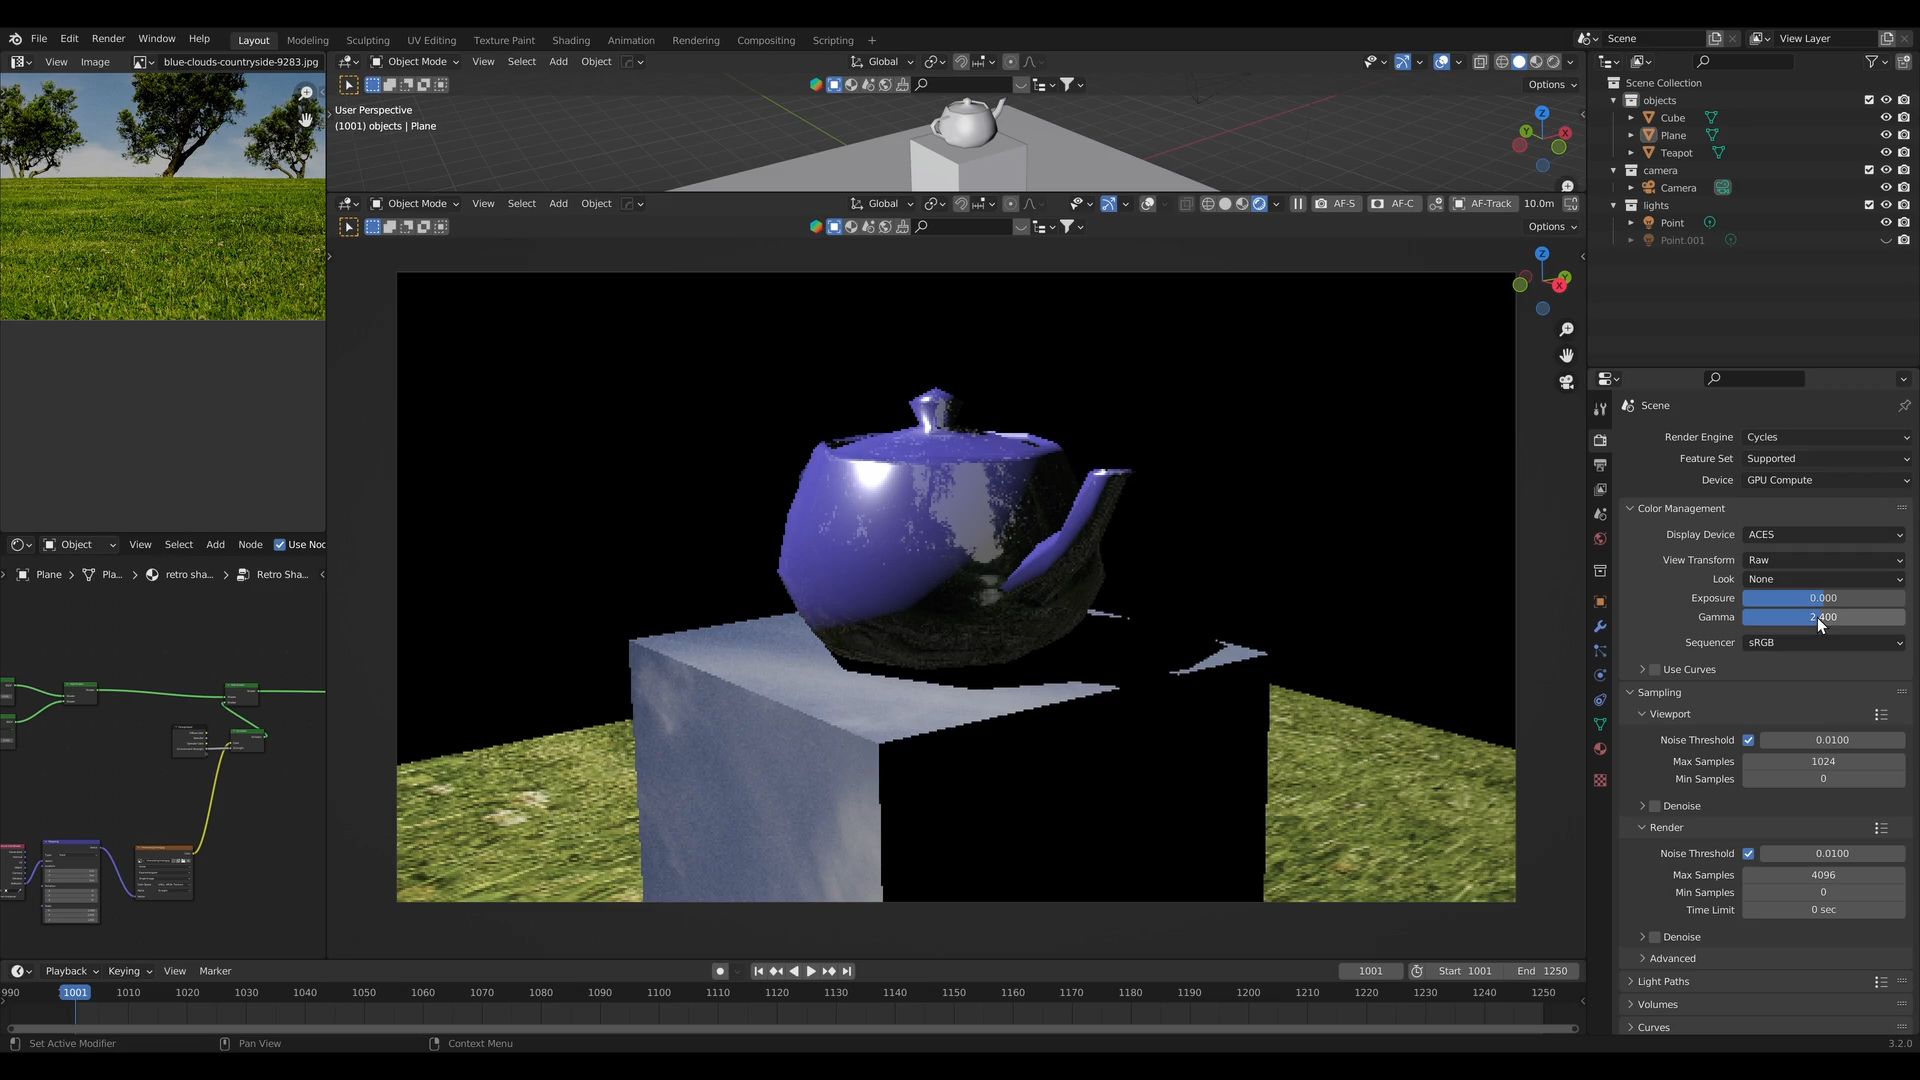 File Edit Render Window Help Layout Modeling Sculpting UV Editing Texture Paint Shading Animation Rendering Compositing Scripting + Scene View Layer
View Image blue-clouds-countryside-9283.jpg
Object Mode View Select Add Object Global
Options
User Perspective
(1001) objects | Plane
X
Y
Z
Object Mode View Select Add Object Global AF-S AF-C AF-Track 10.0m
Options
Z
Y
X
Scene Collection
objects
Cube
Plane
Teapot
camera
Camera
lights
Point
Point.001
Scene
Render Engine Cycles
Feature Set Supported
Device GPU Compute
Color Management
Display Device ACES
View Transform Raw
Look None
Exposure 0.000
Gamma 2.400
Sequencer sRGB
Use Curves
Sampling
Viewport
Noise Threshold 0.0100
Max Samples 1024
Min Samples 0
Denoise
Render
Noise Threshold 0.0100
Max Samples 4096
Min Samples 0
Time Limit 0 sec
Denoise
Advanced
Light Paths
Volumes
Curves
Object View Select Add Node Use Nod
Plane Pla... retro sha... Retro Sha...
Playback Keying View Marker 1001 Start 1001 End 1250
990 1001 1010 1020 1030 1040 1050 1060 1070 1080 1090 1100 1110 1120 1130 1140 1150 1160 1170 1180 1190 1200 1210 1220 1230 1240 1250
Set Active Modifier Pan View Context Menu 3.2.0